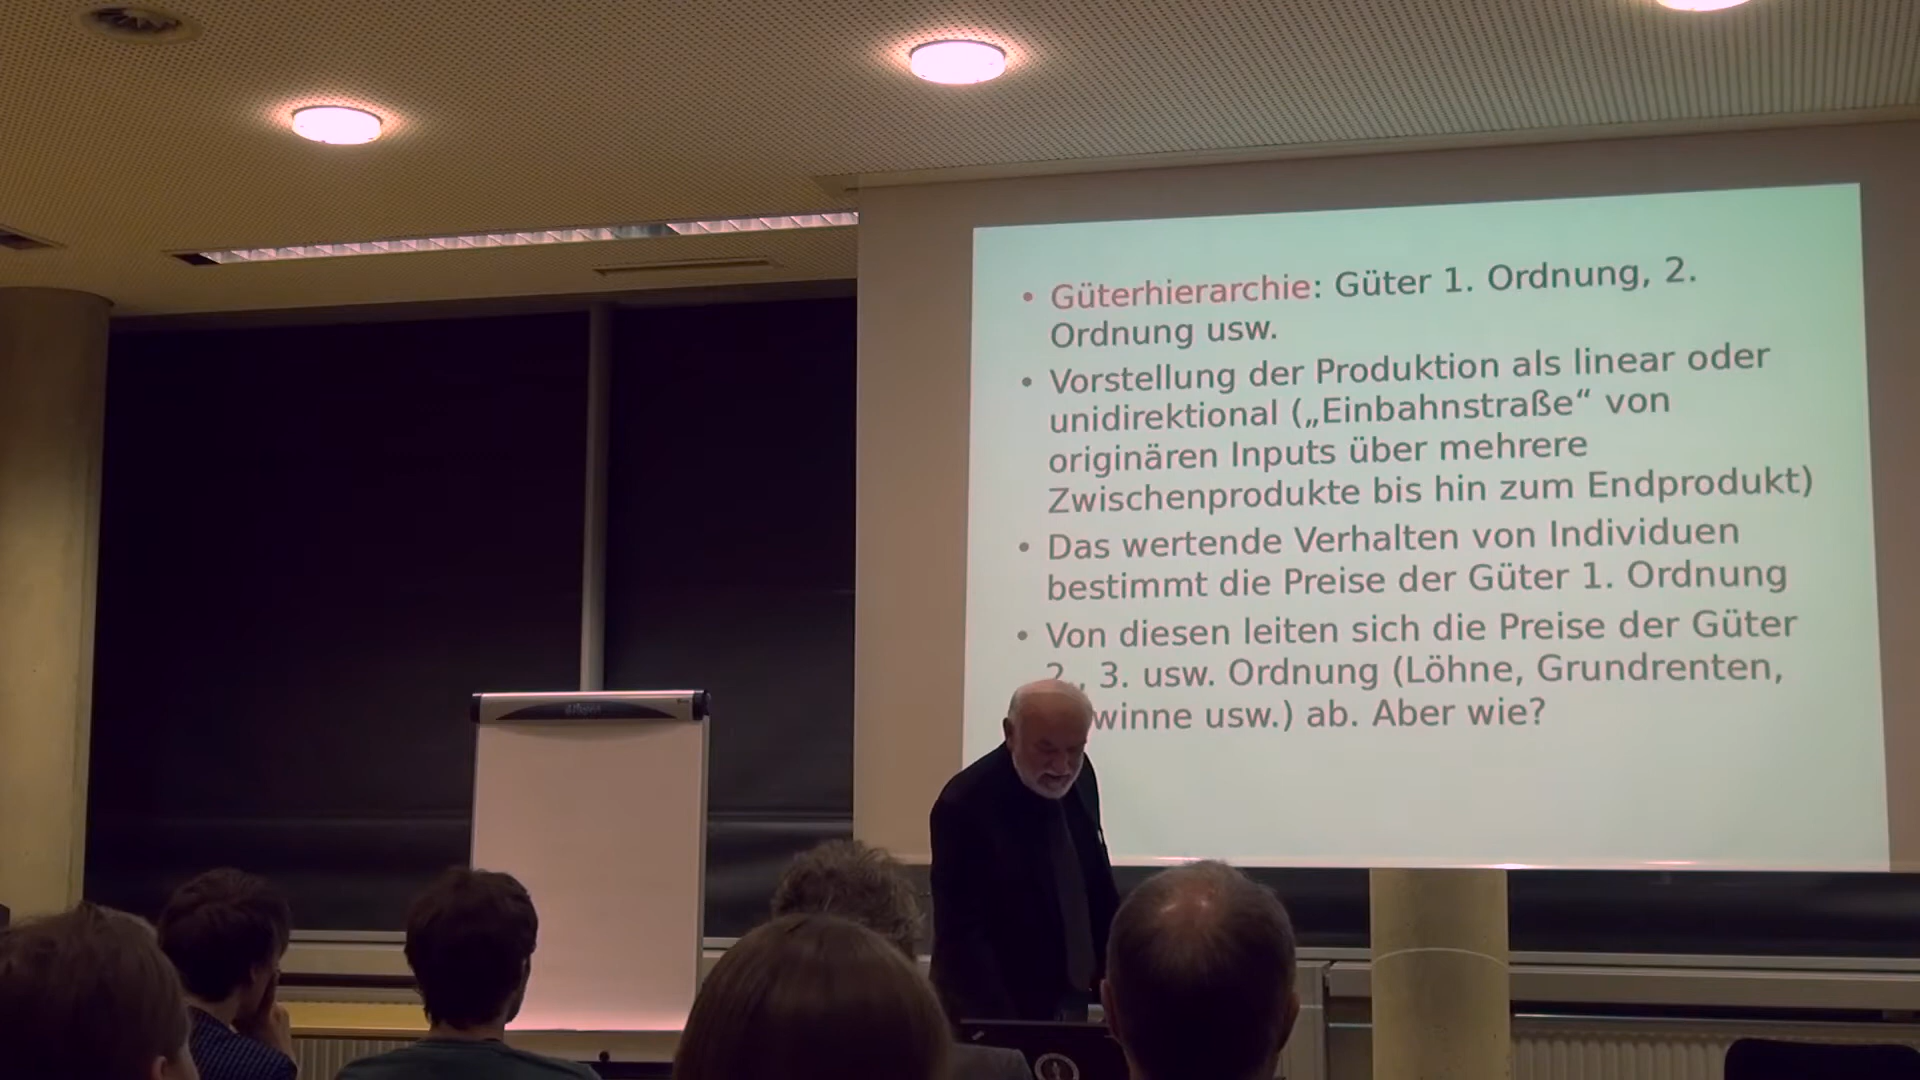 Güterhierarchie: Güter 1. Ordnung, 2.
Ordnung usw.
Vorstellung der Produktion als linear oder
unidirektional („Einbahnstraße“ von
originären Inputs über mehrere
Zwischenprodukte bis hin zum Endprodukt)
Das wertende Verhalten von Individuen
bestimmt die Preise der Güter 1. Ordnung
Von diesen leiten sich die Preise der Güter
2., 3. usw. Ordnung (Löhne, Grundrenten,
winne usw.) ab. Aber wie?